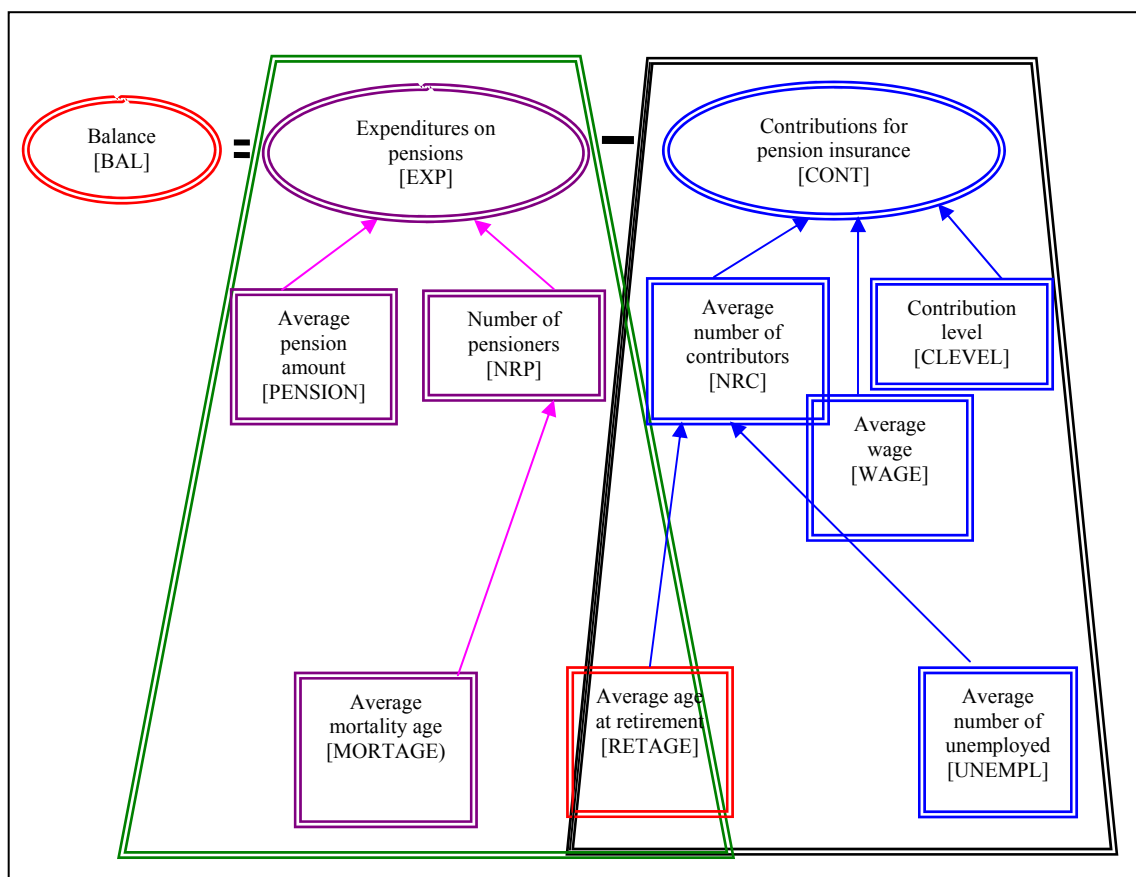 Balance
[BAL]
=
Expenditures on
pensions
[EXP]
–
Contributions for
pension insurance
[CONT]
Average
pension
amount
[PENSION]
Number of
pensioners
[NRP]
Average
number of
contributors
[NRC]
Contribution
level
[CLEVEL]
Average
wage
[WAGE]
Average
mortality age
[MORTAGE)
Average age
at retirement
[RETAGE]
Average
number of
unemployed
[UNEMPL]